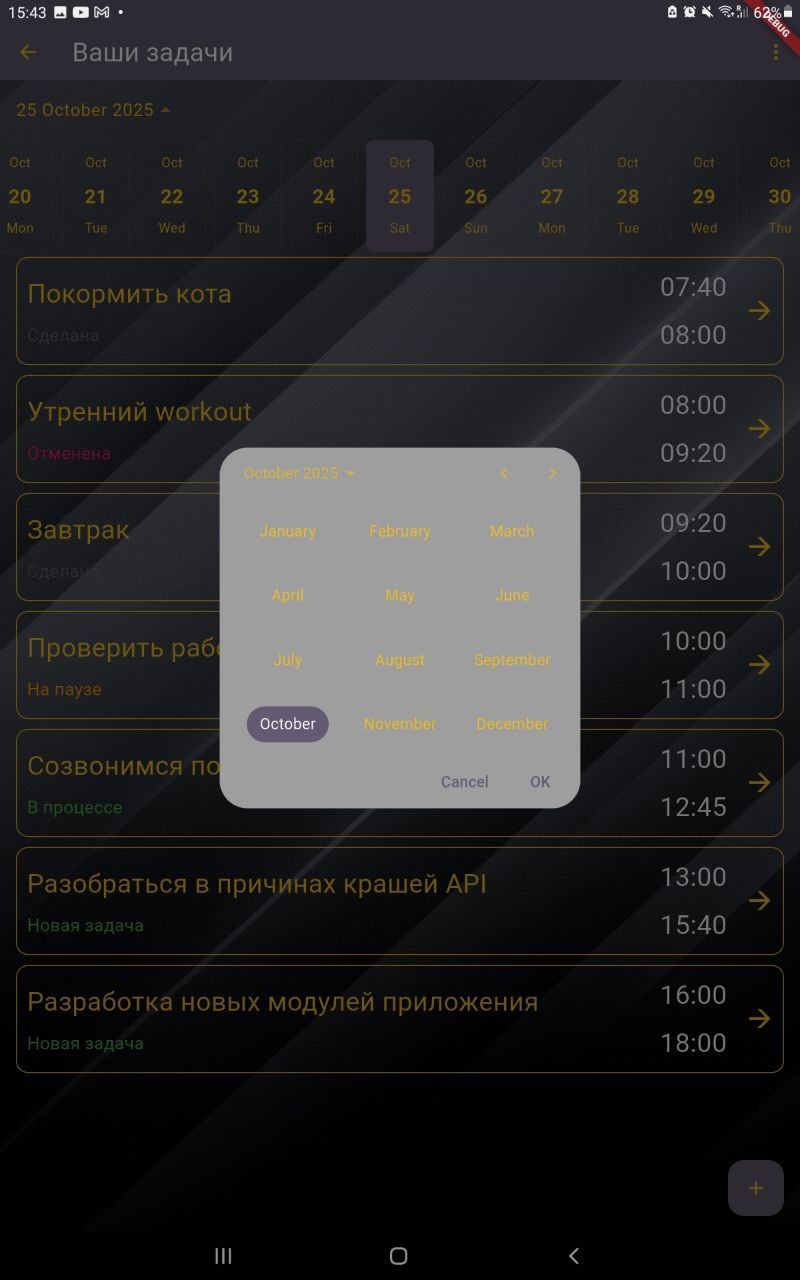 15:43
62%
DEBUG
Ваши задачи
25 October 2025
Oct Oct Oct Oct Oct Oct Oct Oct Oct Oct Oct
20 21 22 23 24 25 26 27 28 29 30
Mon Tue Wed Thu Fri Sat Sun Mon Tue Wed Thu
Покормить кота
07:40
Сделана
08:00
Утренний workout
08:00
Отменена
09:20
Завтрак
09:20
Сделан
10:00
Проверить
10:00
На паузе
11:00
Созвонимся по
11:00
В процессе
12:45
Разобраться в причинах крашей API
13:00
Новая задача
15:40
Разработка новых модулей приложения
16:00
Новая задача
18:00
October 2025
January February March
April May June
July August September
October November December
Cancel OK